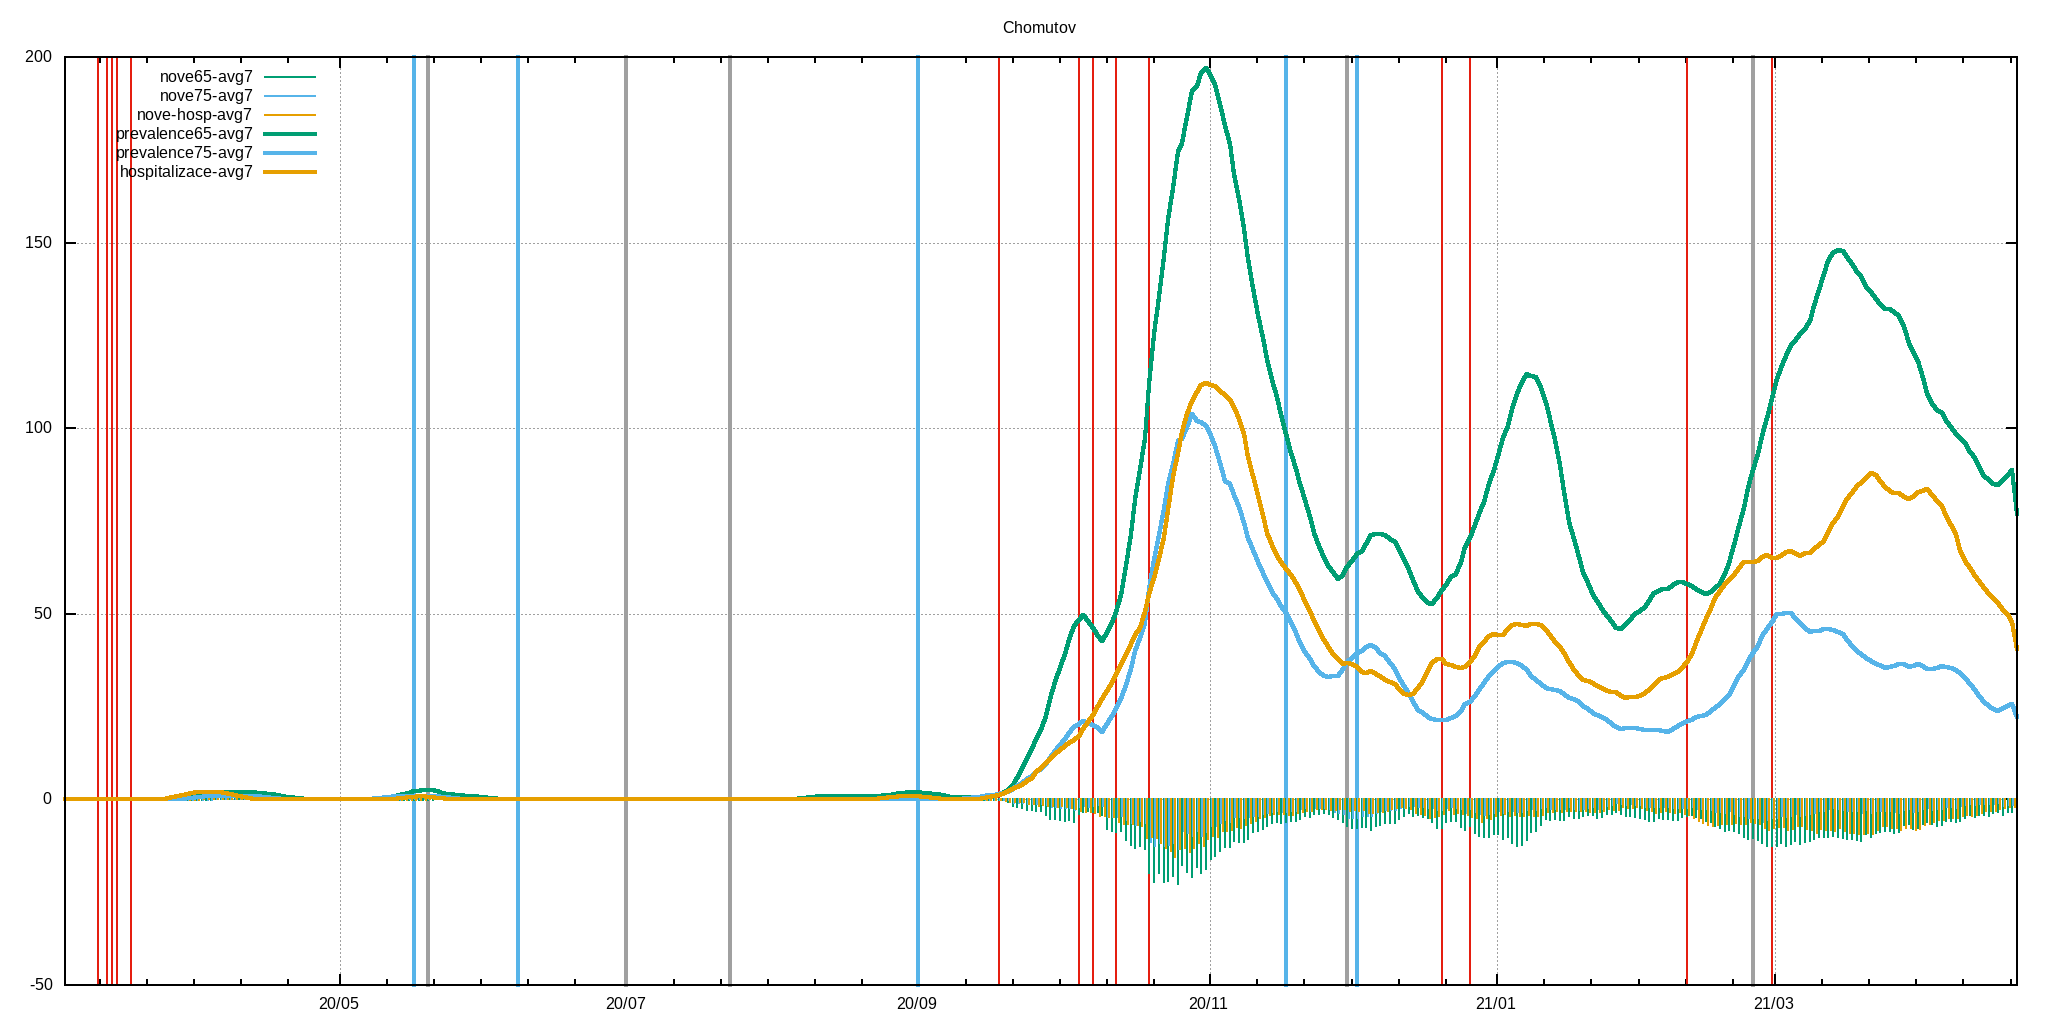 Chomutov
200
150
100
50
0
-50
nove65-avg7
nove75-avg7
nove-hosp-avg7
prevalence65-avg7
prevalence75-avg7
hospitalizace-avg7
20/05 20/07 20/09 20/11 21/01 21/03